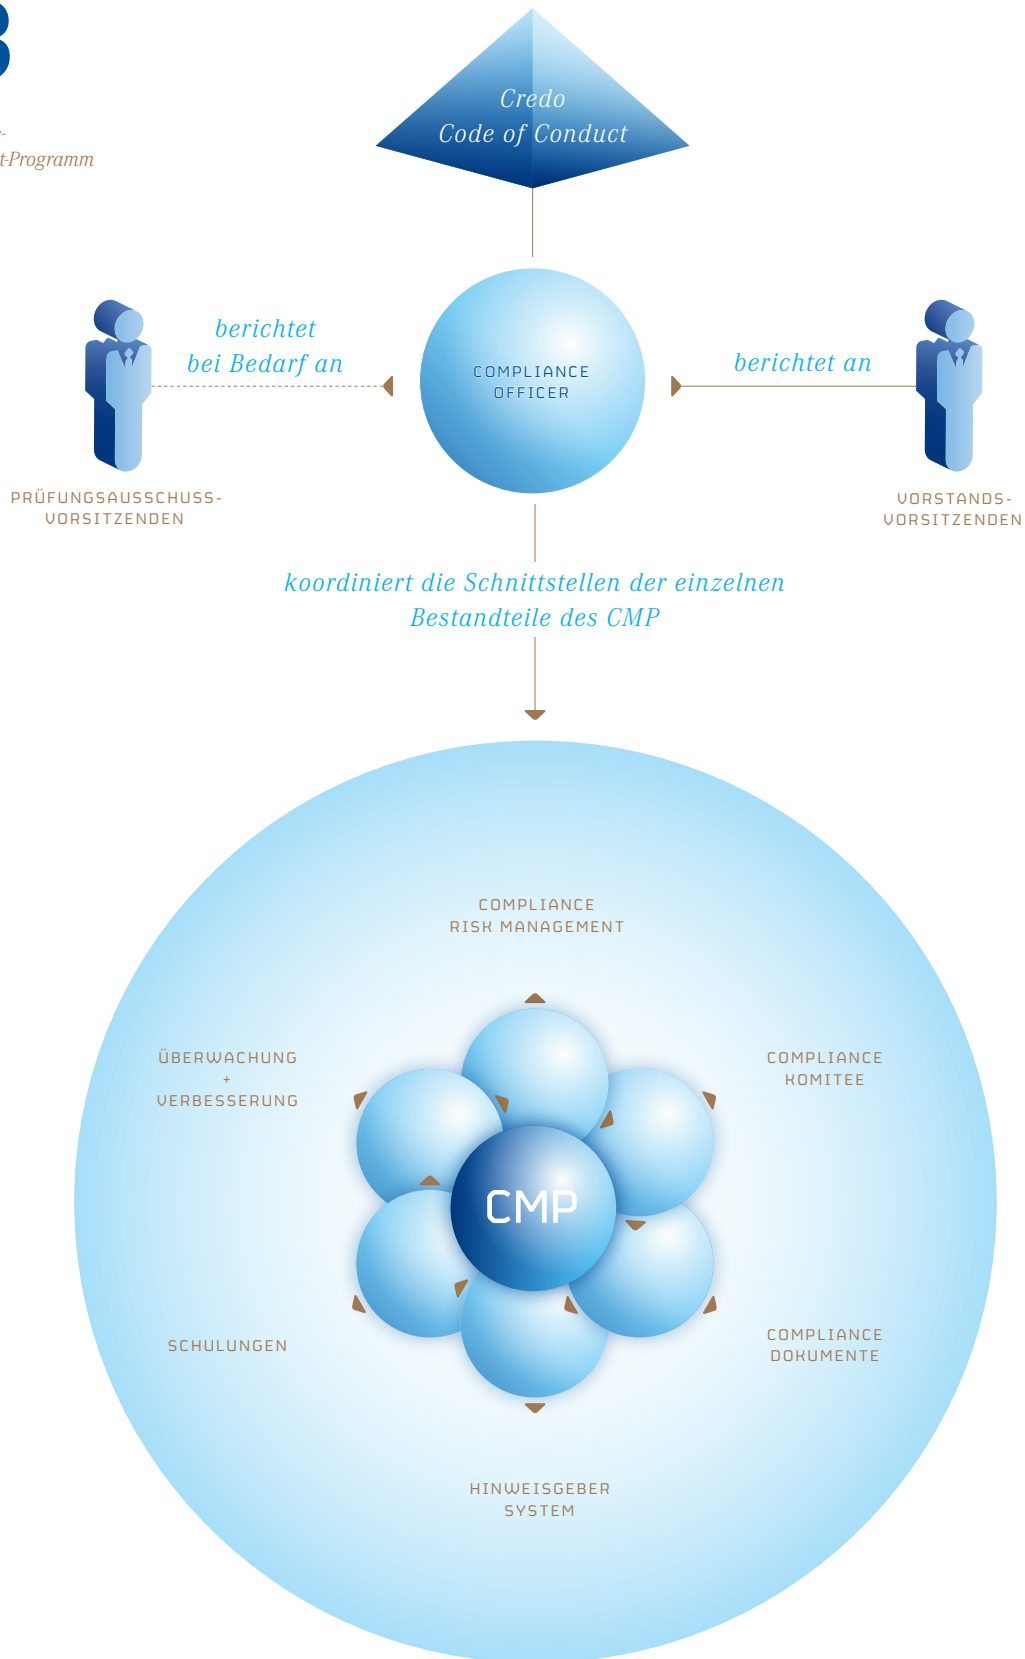 t-Programm
Credo
Code of Conduct
berichtet
bei Bedarf an
COMPLIANCE
OFFICER
berichtet an
PRÜFUNGSAUSSCHUSS-
VORSITZENDEN
VORSTANDS-
VORSITZENDEN
koordiniert die Schnittstellen der einzelnen
Bestandteile des CMP
COMPLIANCE
RISK MANAGEMENT
ÜBERWACHUNG
+
VERBESSERUNG
COMPLIANCE
KOMITEE
CMP
SCHULUNGEN
COMPLIANCE
DOKUMENTE
HINWEISGEBER
SYSTEM